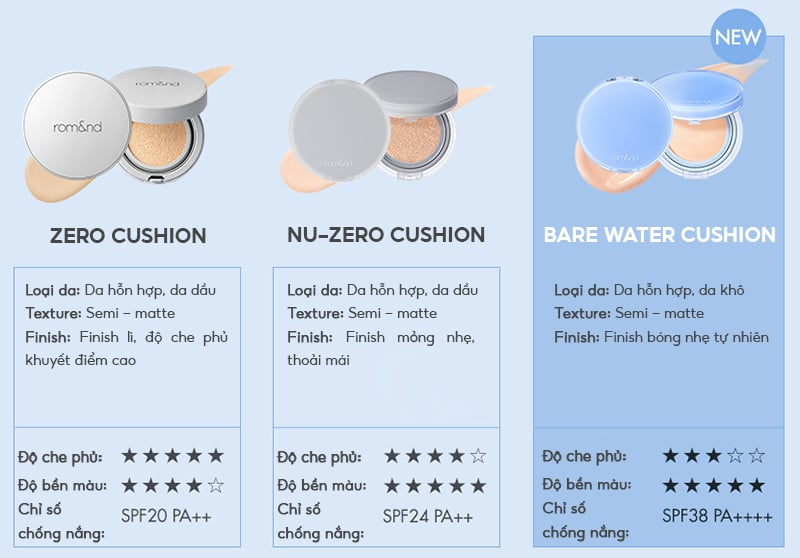 NEW
rom&nd
rom&nd
rom&nd
ZERO CUSHION
NU-ZERO CUSHION
BARE WATER CUSHION
Loại da: Da hỗn hợp, da dầu
Texture: Semi – matte
Finish: Finish lì, độ che phủ
khuyết điểm cao
Loại da: Da hỗn hợp, da dầu
Texture: Semi – matte
Finish: Finish mỏng nhẹ,
thoải mái
Loại da: Da hỗn hợp, da khô
Texture: Semi – matte
Finish: Finish bóng nhẹ tự nhiên
Độ che phủ: ★★★★★
Độ bền màu: ★★★★☆
Chỉ số
chống nắng: SPF20 PA++
Độ che phủ: ★★★★☆
Độ bền màu: ★★★★★
Chỉ số
chống nắng: SPF24 PA++
Độ che phủ: ★★★☆☆
Độ bền màu: ★★★★★
Chỉ số
chống nắng: SPF38 PA++++